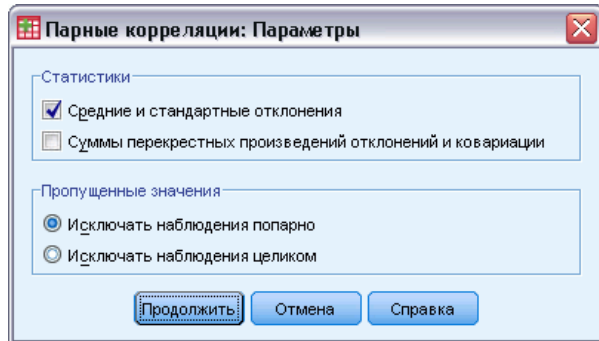 Парные корреляции: Параметры
Статистики
Средние и стандартные отклонения
Суммы перекрестных произведений отклонений и ковариации
Пропущенные значения
Исключать наблюдения попарно
Исключать наблюдения целиком
Продолжить Отмена Справка